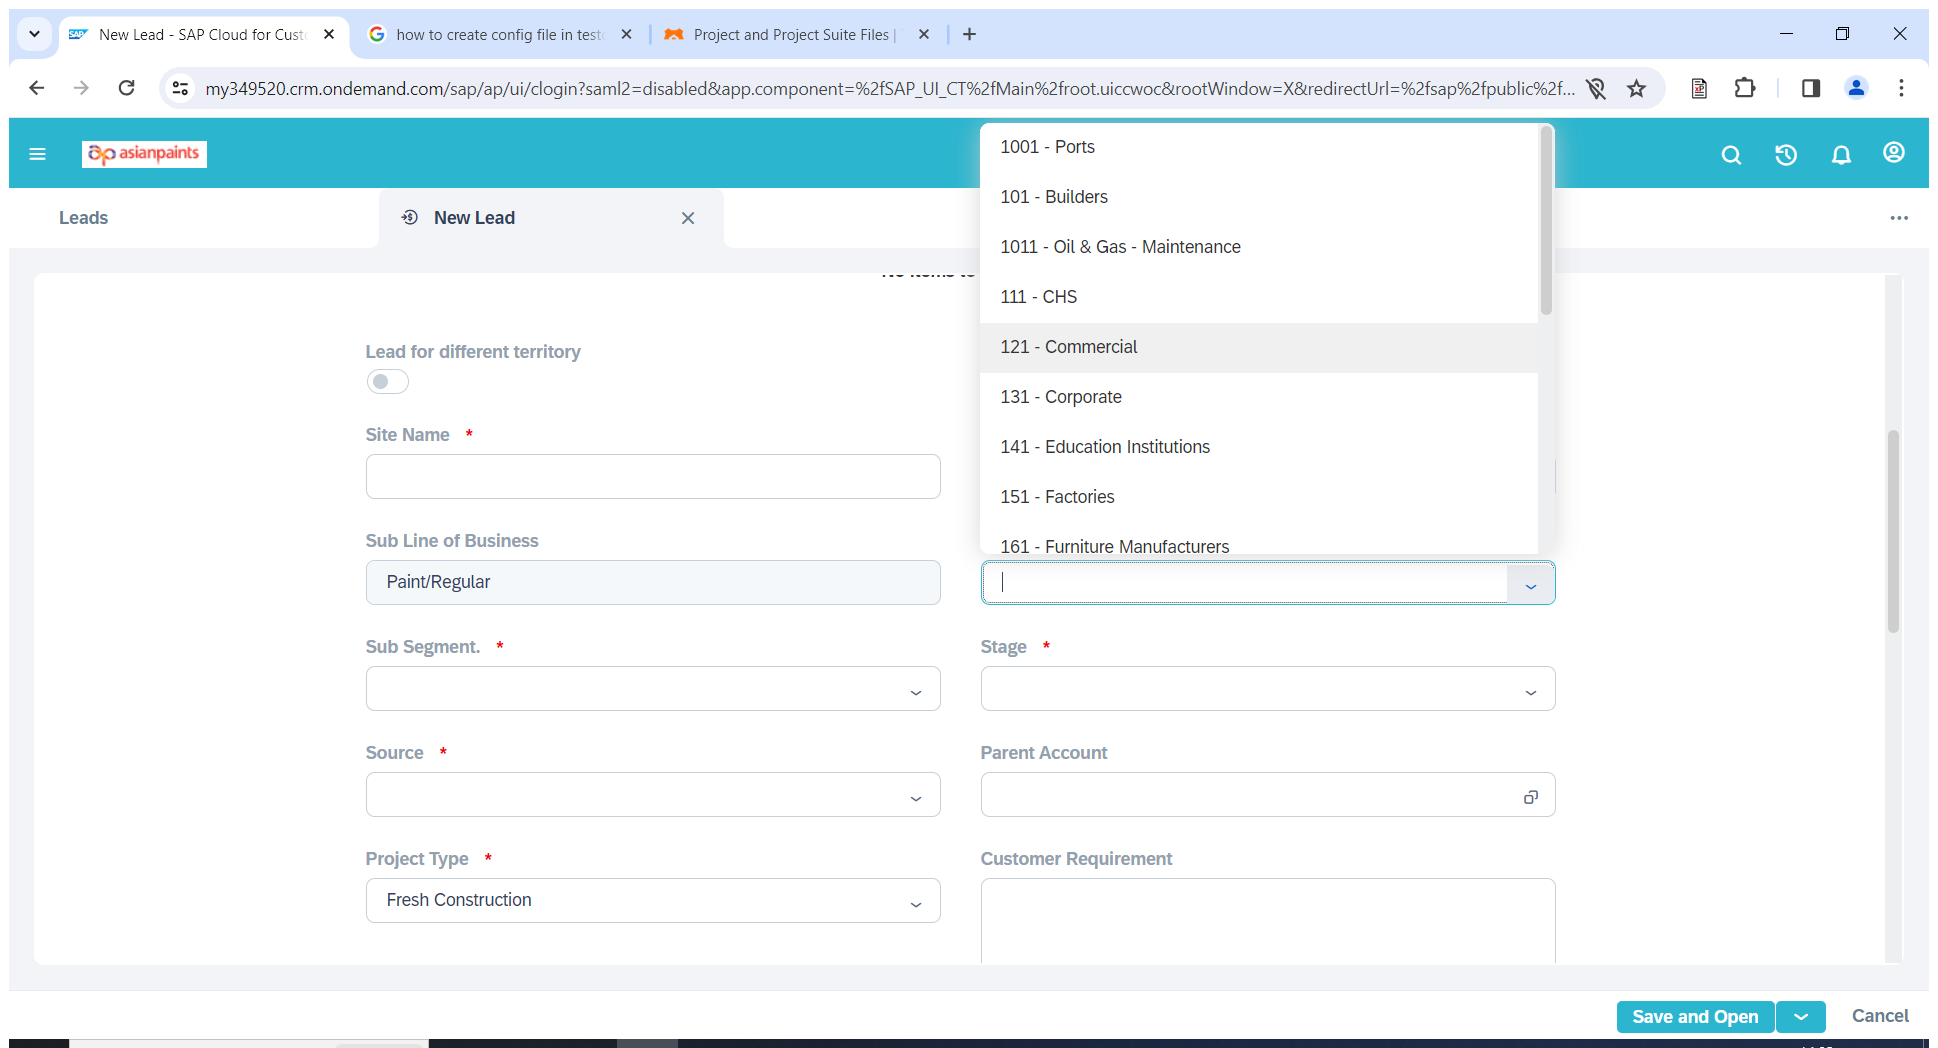 New Lead - SAP Cloud for Cust
how to create config file in test
Project and Project Suite Files |
my349520.crm.ondemand.com/sap/ap/ui/clogin?saml2=disabled&app.component=%2fSAP_UI_CT%2fMain%2froot.uiccwoc&rootWindow=X&redirectUrl=%2fsap%2fpublic%2f...
ap asianpaints
Leads
New Lead
1001 - Ports
101 - Builders
1011 - Oil & Gas - Maintenance
111 - CHS
121 - Commercial
131 - Corporate
141 - Education Institutions
151 - Factories
161 - Furniture Manufacturers
Lead for different territory
Site Name *
Sub Line of Business
Paint/Regular
Sub Segment. *
Stage *
Source *
Parent Account
Project Type *
Fresh Construction
Customer Requirement
Save and Open
Cancel